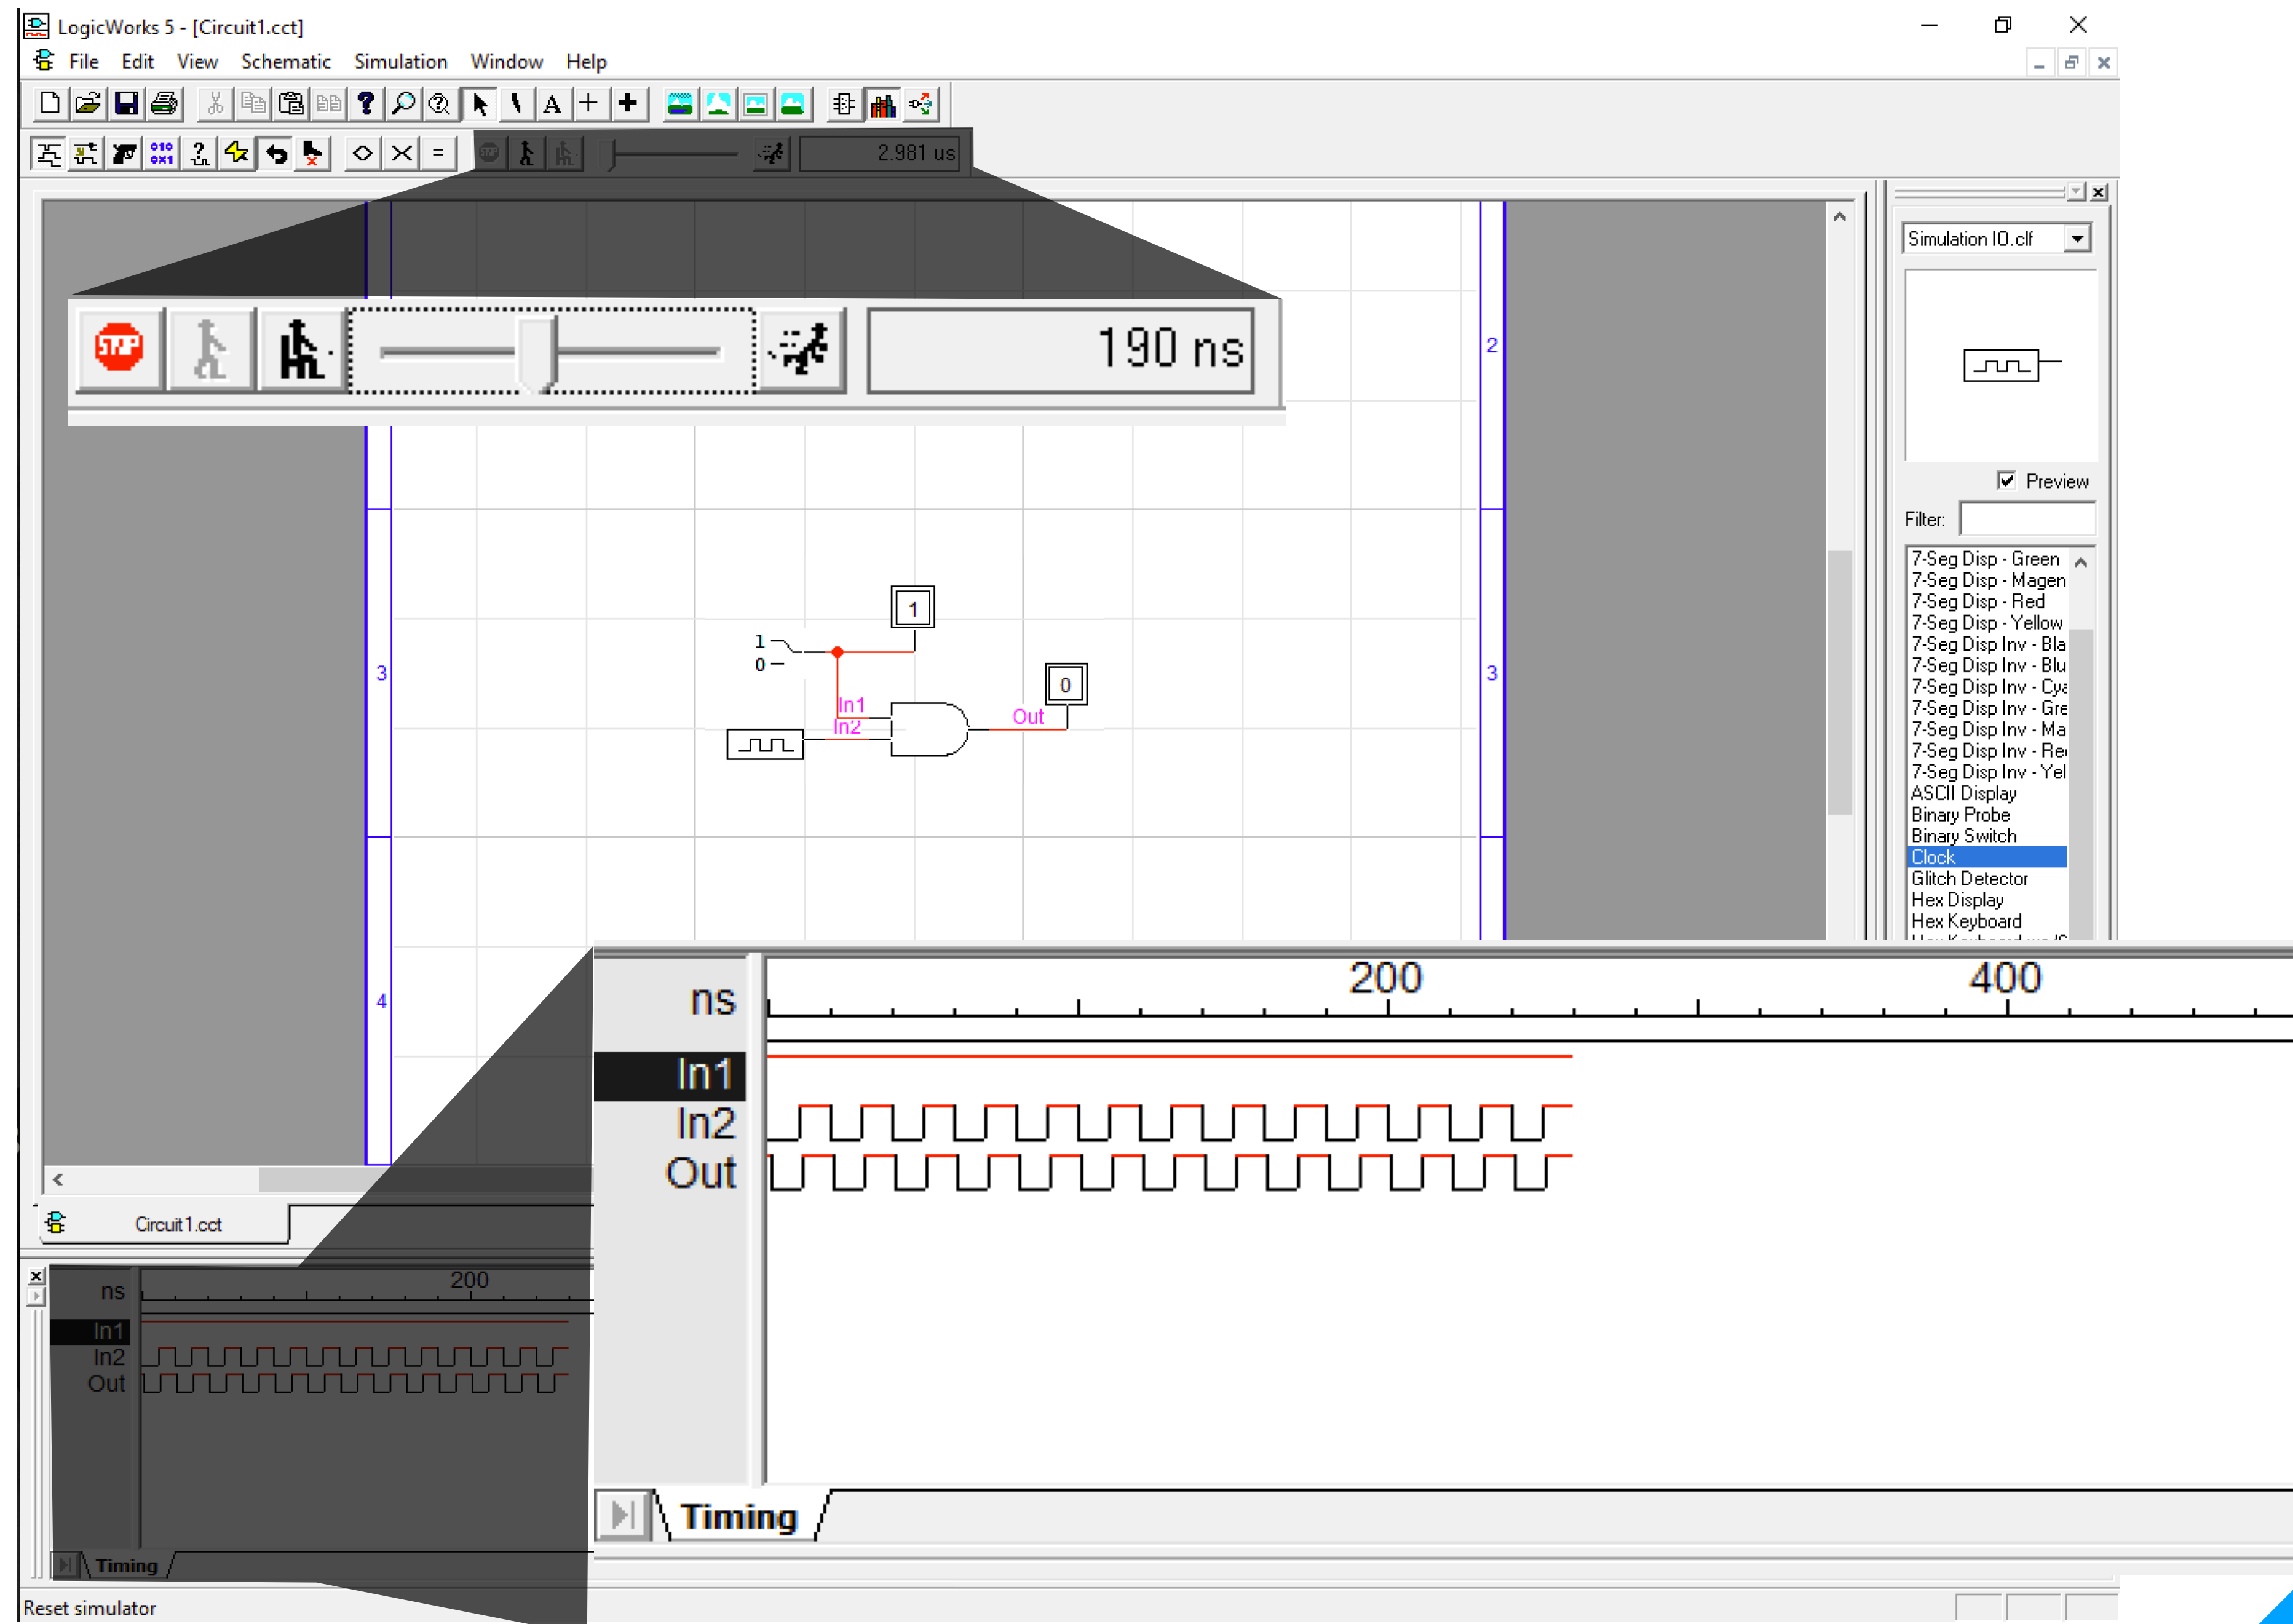 LogicWorks 5 - [Circuit1.cct]
File Edit View Schematic Simulation Window Help
2.981 us
STOP
190 ns
Simulation IO.clf
Preview
Filter:
7-Seg Disp - Green
7-Seg Disp - Magen
7-Seg Disp - Red
7-Seg Disp - Yellow
7-Seg Disp Inv - Bla
7-Seg Disp Inv - Blu
7-Seg Disp Inv - Cya
7-Seg Disp Inv - Gre
7-Seg Disp Inv - Ma
7-Seg Disp Inv - Re
7-Seg Disp Inv - Yel
ASCII Display
Binary Probe
Binary Switch
Clock
Glitch Detector
Hex Display
Hex Keyboard
2
3
3
4
1
1
0
0
In1
In2
Out
ns 200 400
In1
In2
Out
Timing
Circuit1.cct
ns 200
In1
In2
Out
Timing
Reset simulator